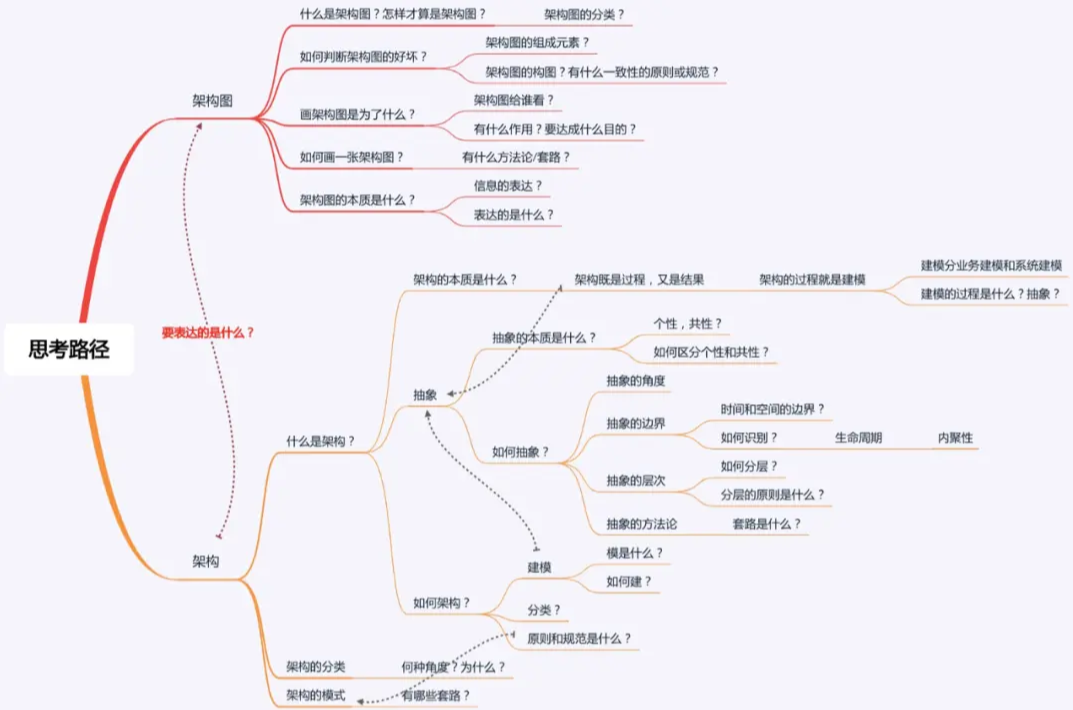 思考路径
架构图
什么是架构图？怎样才算是架构图？
架构图的分类？
如何判断架构图的好坏？
架构图的组成元素？
架构图的构图？有什么一致性的原则或规范？
画架构图是为了什么？
架构图给谁看？
有什么作用？要达成什么目的？
如何画一张架构图？
有什么方法论/套路？
架构图的本质是什么？
信息的表达？
表达的是什么？
要表达的是什么？
架构
什么是架构？
架构的本质是什么？
架构既是过程，又是结果
架构的过程就是建模
建模分业务建模和系统建模
建模的过程是什么？抽象？
抽象
抽象的本质是什么？
个性，共性？
如何区分个性和共性？
如何抽象？
抽象的角度
抽象的边界
时间和空间的边界？
如何识别？
生命周期
内聚性
抽象的层次
如何分层？
分层的原则是什么？
抽象的方法论
套路是什么？
如何架构？
建模
模是什么？
如何建？
分类？
原则和规范是什么？
架构的分类
何种角度？为什么？
架构的模式
有哪些套路？